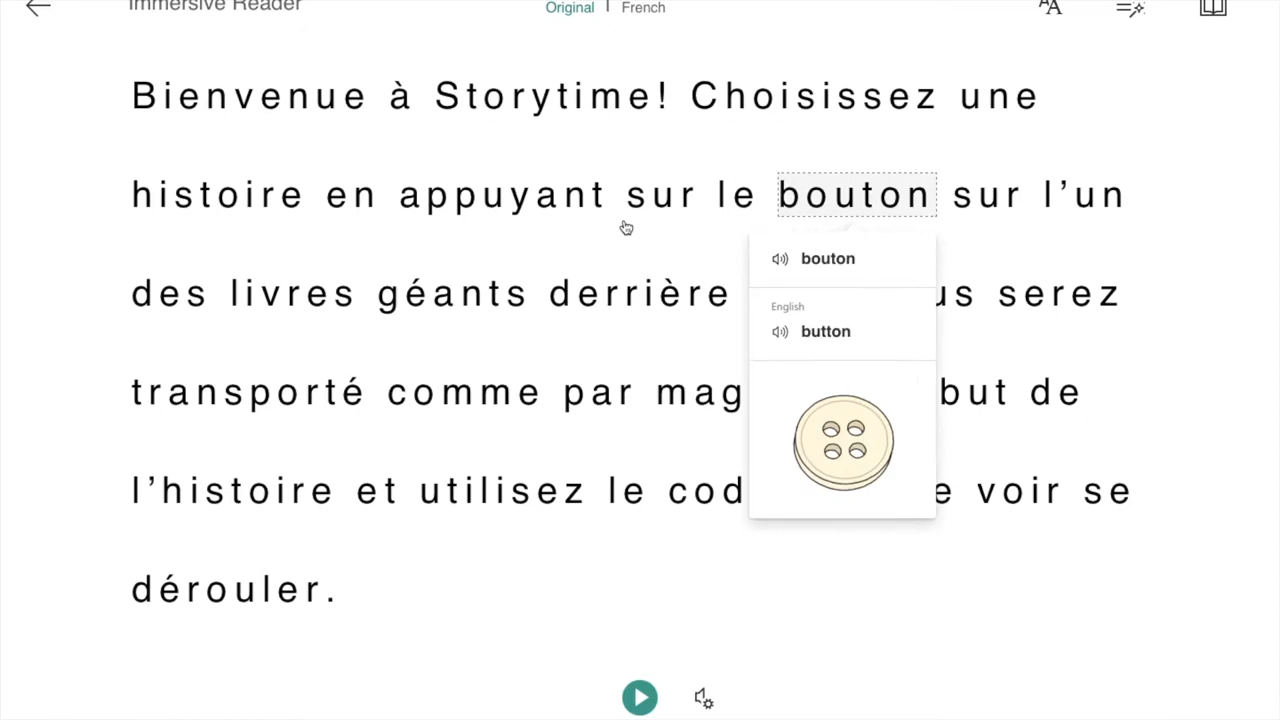 Immersive Reader
Original | French
Bienvenue à Storytime! Choisissez une
histoire en appuyant sur le bouton sur l’un
des livres géants derrière us serez
transporté comme par mag but de
l’histoire et utilisez le cod e voir se
dérouler.
bouton
English
button